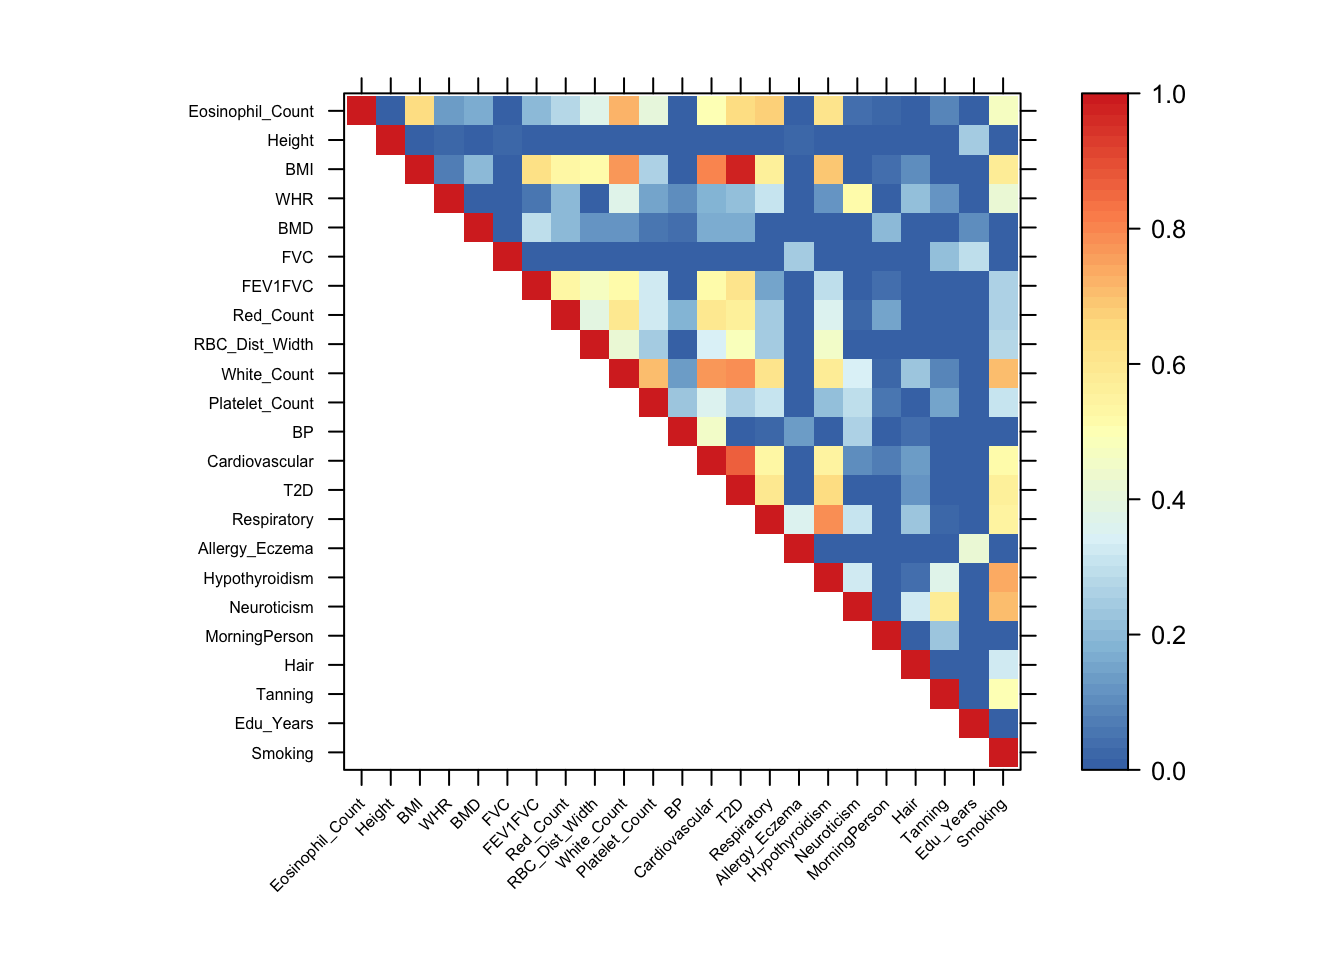 Eosinophil_Count
Height
BMI
WHR
BMD
FVC
FEV1FVC
Red_Count
RBC_Dist_Width
White_Count
Platelet_Count
BP
Cardiovascular
T2D
Respiratory
Allergy_Eczema
Hypothyroidism
Neuroticism
MorningPerson
Hair
Tanning
Edu_Years
Smoking
Eosinophil_Count
Height
BMI
WHR
BMD
FVC
FEV1FVC
Red_Count
RBC_Dist_Width
White_Count
Platelet_Count
BP
Cardiovascular
T2D
Respiratory
Allergy_Eczema
Hypothyroidism
Neuroticism
MorningPerson
Hair
Tanning
Edu_Years
Smoking
1.0
0.8
0.6
0.4
0.2
0.0